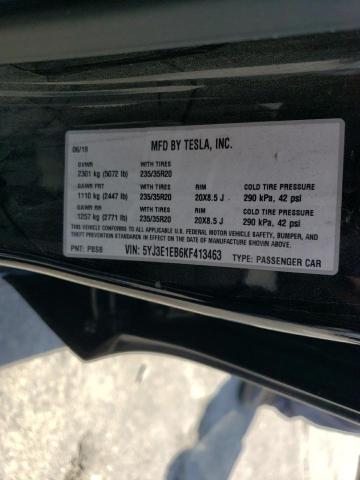 06/19 MFD BY TESLA, INC.
GVWR WITH TIRES
2301 kg (5072 lb) 235/35R20
GAWR FRT WITH TIRES RIM COLD TIRE PRESSURE
1110 kg (2447 lb) 235/35R20 20X8.5 J 290 kPa, 42 psi
GAWR RR WITH TIRES RIM COLD TIRE PRESSURE
1257 kg (2771 lb) 235/35R20 20X8.5 J 290 kPa, 42 psi
THIS VEHICLE CONFORMS TO ALL APPLICABLE U.S. FEDERAL MOTOR VEHICLE SAFETY, BUMPER, AND
THEFT PREVENTION STANDARDS IN EFFECT ON THE DATE OF MANUFACTURE SHOWN ABOVE.
PNT: PBSB VIN: 5YJ3E1EB6KF413463 TYPE: PASSENGER CAR